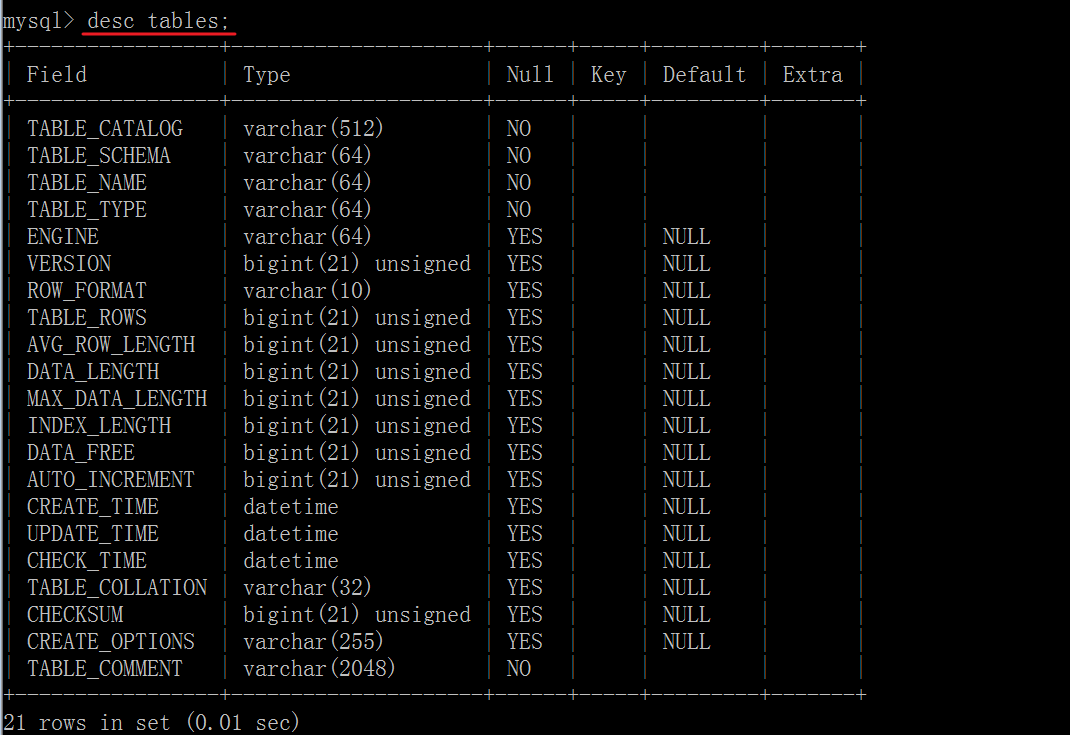 mysql> desc tables;
+------------------+---------------------+------+-----+---------+-------+
| Field | Type | Null | Key | Default | Extra |
+------------------+---------------------+------+-----+---------+-------+
| TABLE_CATALOG | varchar(512) | NO | | | |
| TABLE_SCHEMA | varchar(64) | NO | | | |
| TABLE_NAME | varchar(64) | NO | | | |
| TABLE_TYPE | varchar(64) | NO | | | |
| ENGINE | varchar(64) | YES | | NULL | |
| VERSION | bigint(21) unsigned | YES | | NULL | |
| ROW_FORMAT | varchar(10) | YES | | NULL | |
| TABLE_ROWS | bigint(21) unsigned | YES | | NULL | |
| AVG_ROW_LENGTH | bigint(21) unsigned | YES | | NULL | |
| DATA_LENGTH | bigint(21) unsigned | YES | | NULL | |
| MAX_DATA_LENGTH | bigint(21) unsigned | YES | | NULL | |
| INDEX_LENGTH | bigint(21) unsigned | YES | | NULL | |
| DATA_FREE | bigint(21) unsigned | YES | | NULL | |
| AUTO_INCREMENT | bigint(21) unsigned | YES | | NULL | |
| CREATE_TIME | datetime | YES | | NULL | |
| UPDATE_TIME | datetime | YES | | NULL | |
| CHECK_TIME | datetime | YES | | NULL | |
| TABLE_COLLATION | varchar(32) | YES | | NULL | |
| CHECKSUM | bigint(21) unsigned | YES | | NULL | |
| CREATE_OPTIONS | varchar(255) | YES | | NULL | |
| TABLE_COMMENT | varchar(2048) | NO | | | |
+------------------+---------------------+------+-----+---------+-------+
21 rows in set (0.01 sec)